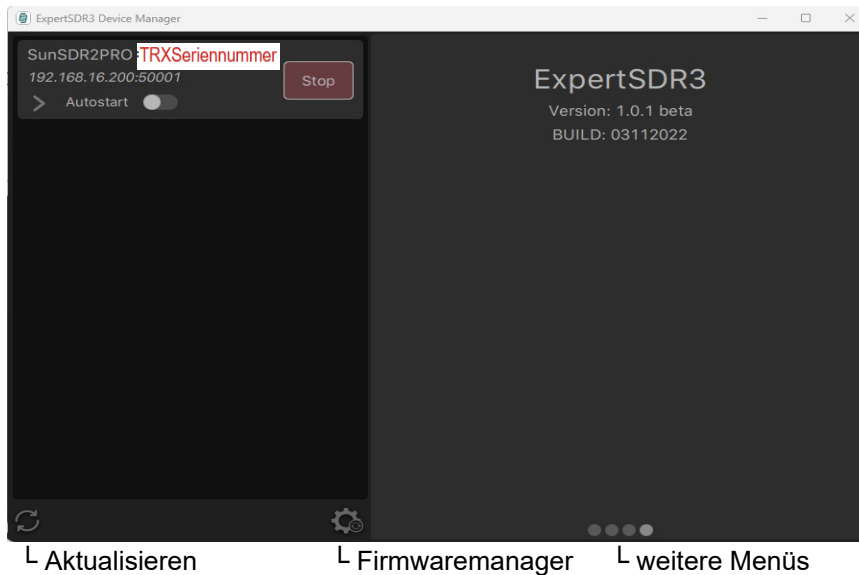 ExpertSDR3 Device Manager
SunSDR2PRO TRXSeriennummer
192.168.16.200:50001
Stop
Autostart
ExpertSDR3
Version: 1.0.1 beta
BUILD: 03112022
└ Aktualisieren └ Firmwaremanager └ weitere Menüs